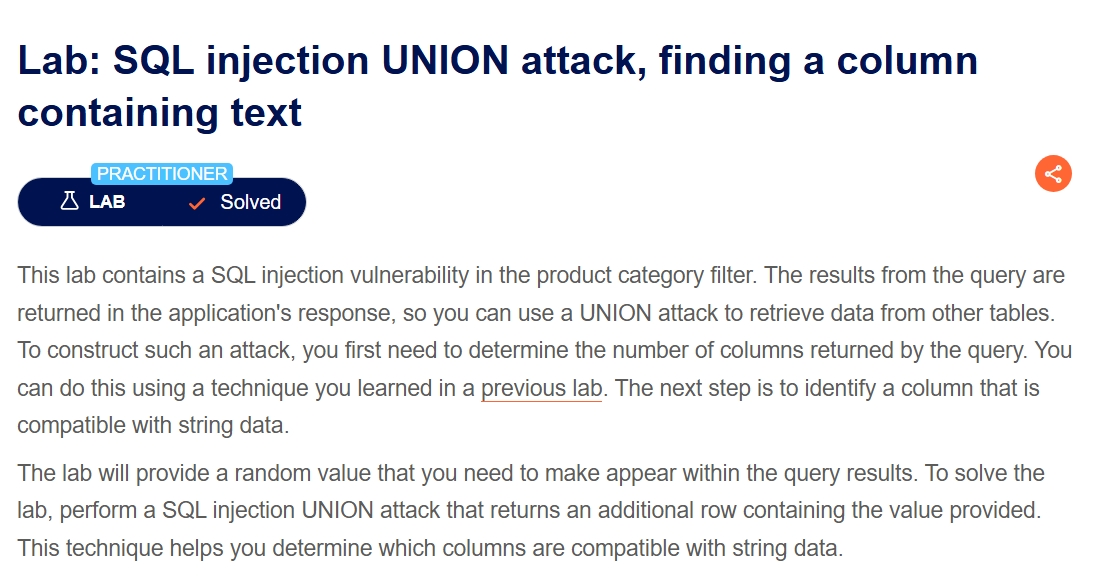 Lab: SQL injection UNION attack, finding a column
containing text
PRACTITIONER
LAB Solved
This lab contains a SQL injection vulnerability in the product category filter. The results from the query are
returned in the application's response, so you can use a UNION attack to retrieve data from other tables.
To construct such an attack, you first need to determine the number of columns returned by the query. You
can do this using a technique you learned in a previous lab. The next step is to identify a column that is
compatible with string data.
The lab will provide a random value that you need to make appear within the query results. To solve the
lab, perform a SQL injection UNION attack that returns an additional row containing the value provided.
This technique helps you determine which columns are compatible with string data.